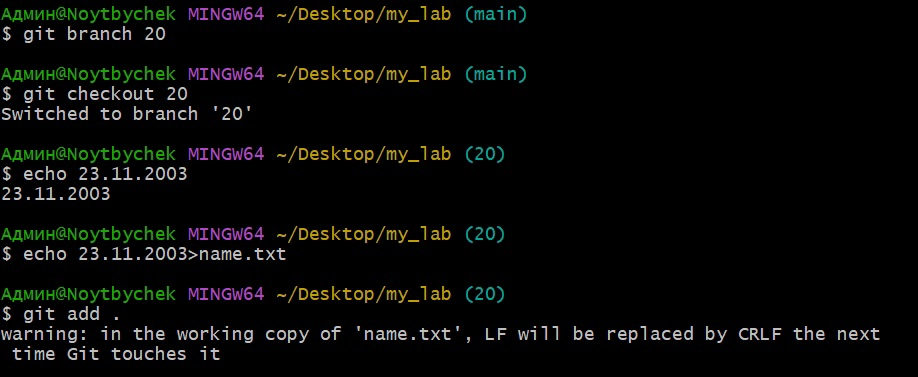 Админ@Noytbychek MINGW64 ~/Desktop/my_lab (main)
$ git branch 20
Админ@Noytbychek MINGW64 ~/Desktop/my_lab (main)
$ git checkout 20
Switched to branch '20'
Админ@Noytbychek MINGW64 ~/Desktop/my_lab (20)
$ echo 23.11.2003
23.11.2003
Админ@Noytbychek MINGW64 ~/Desktop/my_lab (20)
$ echo 23.11.2003>name.txt
Админ@Noytbychek MINGW64 ~/Desktop/my_lab (20)
$ git add .
warning: in the working copy of 'name.txt', LF will be replaced by CRLF the next
 time Git touches it